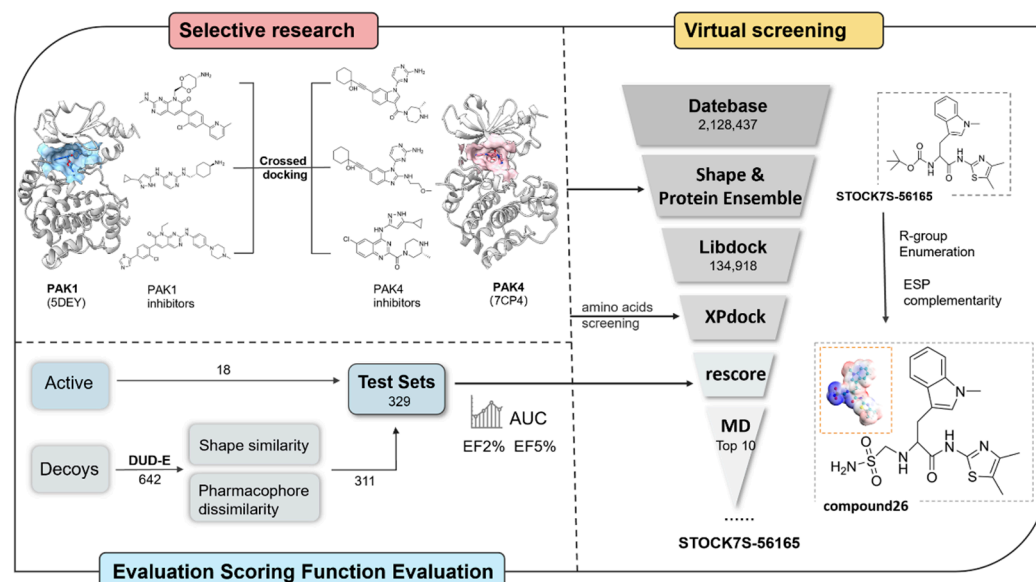 Selective research
Virtual screening
PAK1
(5DEY)
PAK1
inhibitors
Crossed
docking
PAK4
inhibitors
PAK4
(7CP4)
Datebase
2,128,437
Shape &
Protein Ensemble
Libdock
134,918
amino acids
screening
XPdock
rescore
MD
Top 10
......
STOCK7S-56165
STOCK7S-56165
R-group
Enumeration
ESP
complementarity
compound26
Active
18
Test Sets
329
AUC
EF2% EF5%
Decoys
DUD-E
642
Shape similarity
Pharmacophore
dissimilarity
311
Evaluation Scoring Function Evaluation